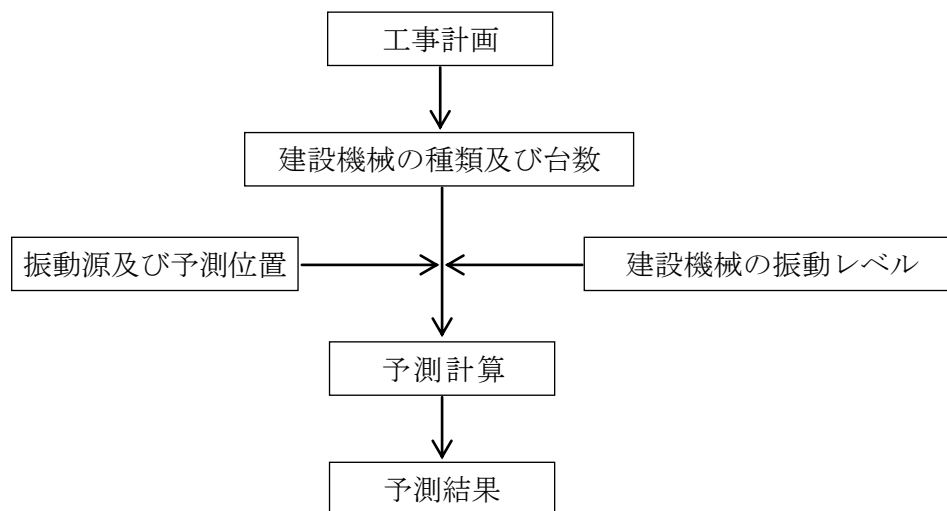 工事計画
建設機械の種類及び台数
振動源及び予測位置
建設機械の振動レベル
予測計算
予測結果